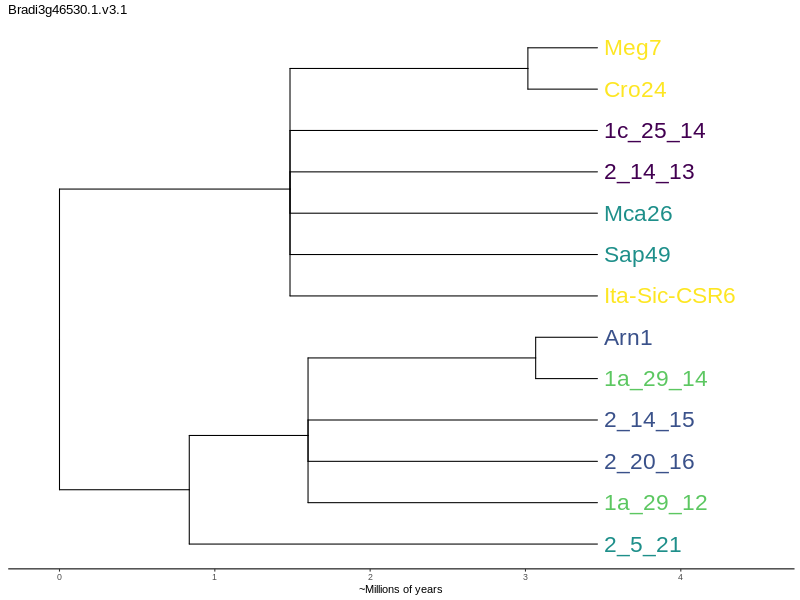 Bradi3g46530.1.v3.1
Meg7
Cro24
1c_25_14
2_14_13
Mca26
Sap49
Ita-Sic-CSR6
Arn1
1a_29_14
2_14_15
2_20_16
1a_29_12
2_5_21
0 1 2 3 4
~Millions of years